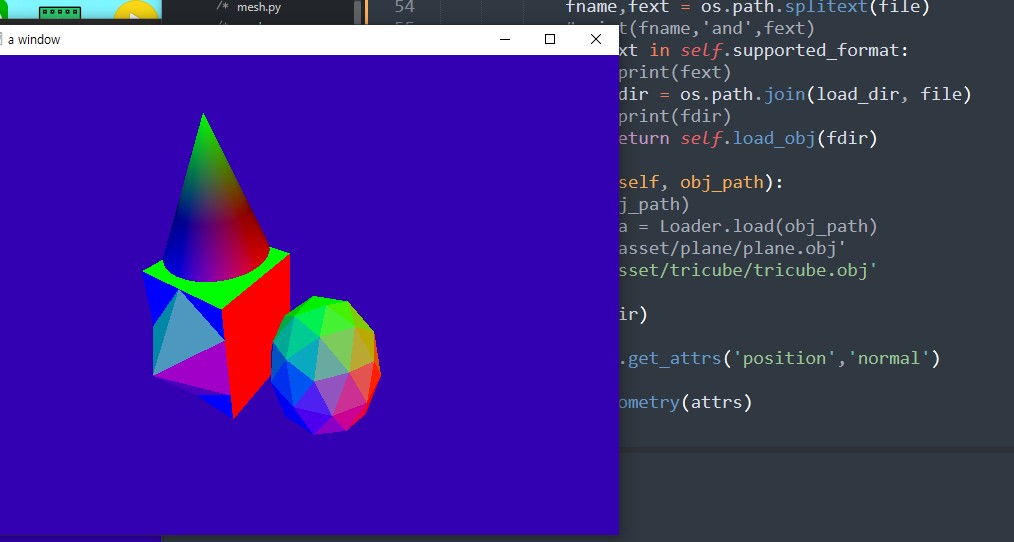 /* mesh.py
54 fname,fext = os.path.splitext(file)
t(fname,'and',fext)
a window
xt in self.supported_format:
print(fext)
dir = os.path.join(load_dir, file)
print(fdir)
eturn self.load_obj(fdir)
self, obj_path):
j_path)
a = Loader.load(obj_path)
asset/plane/plane.obj'
sset/tricube/tricube.obj'
ir)
.get_attrs('position','normal')
ometry(attrs)